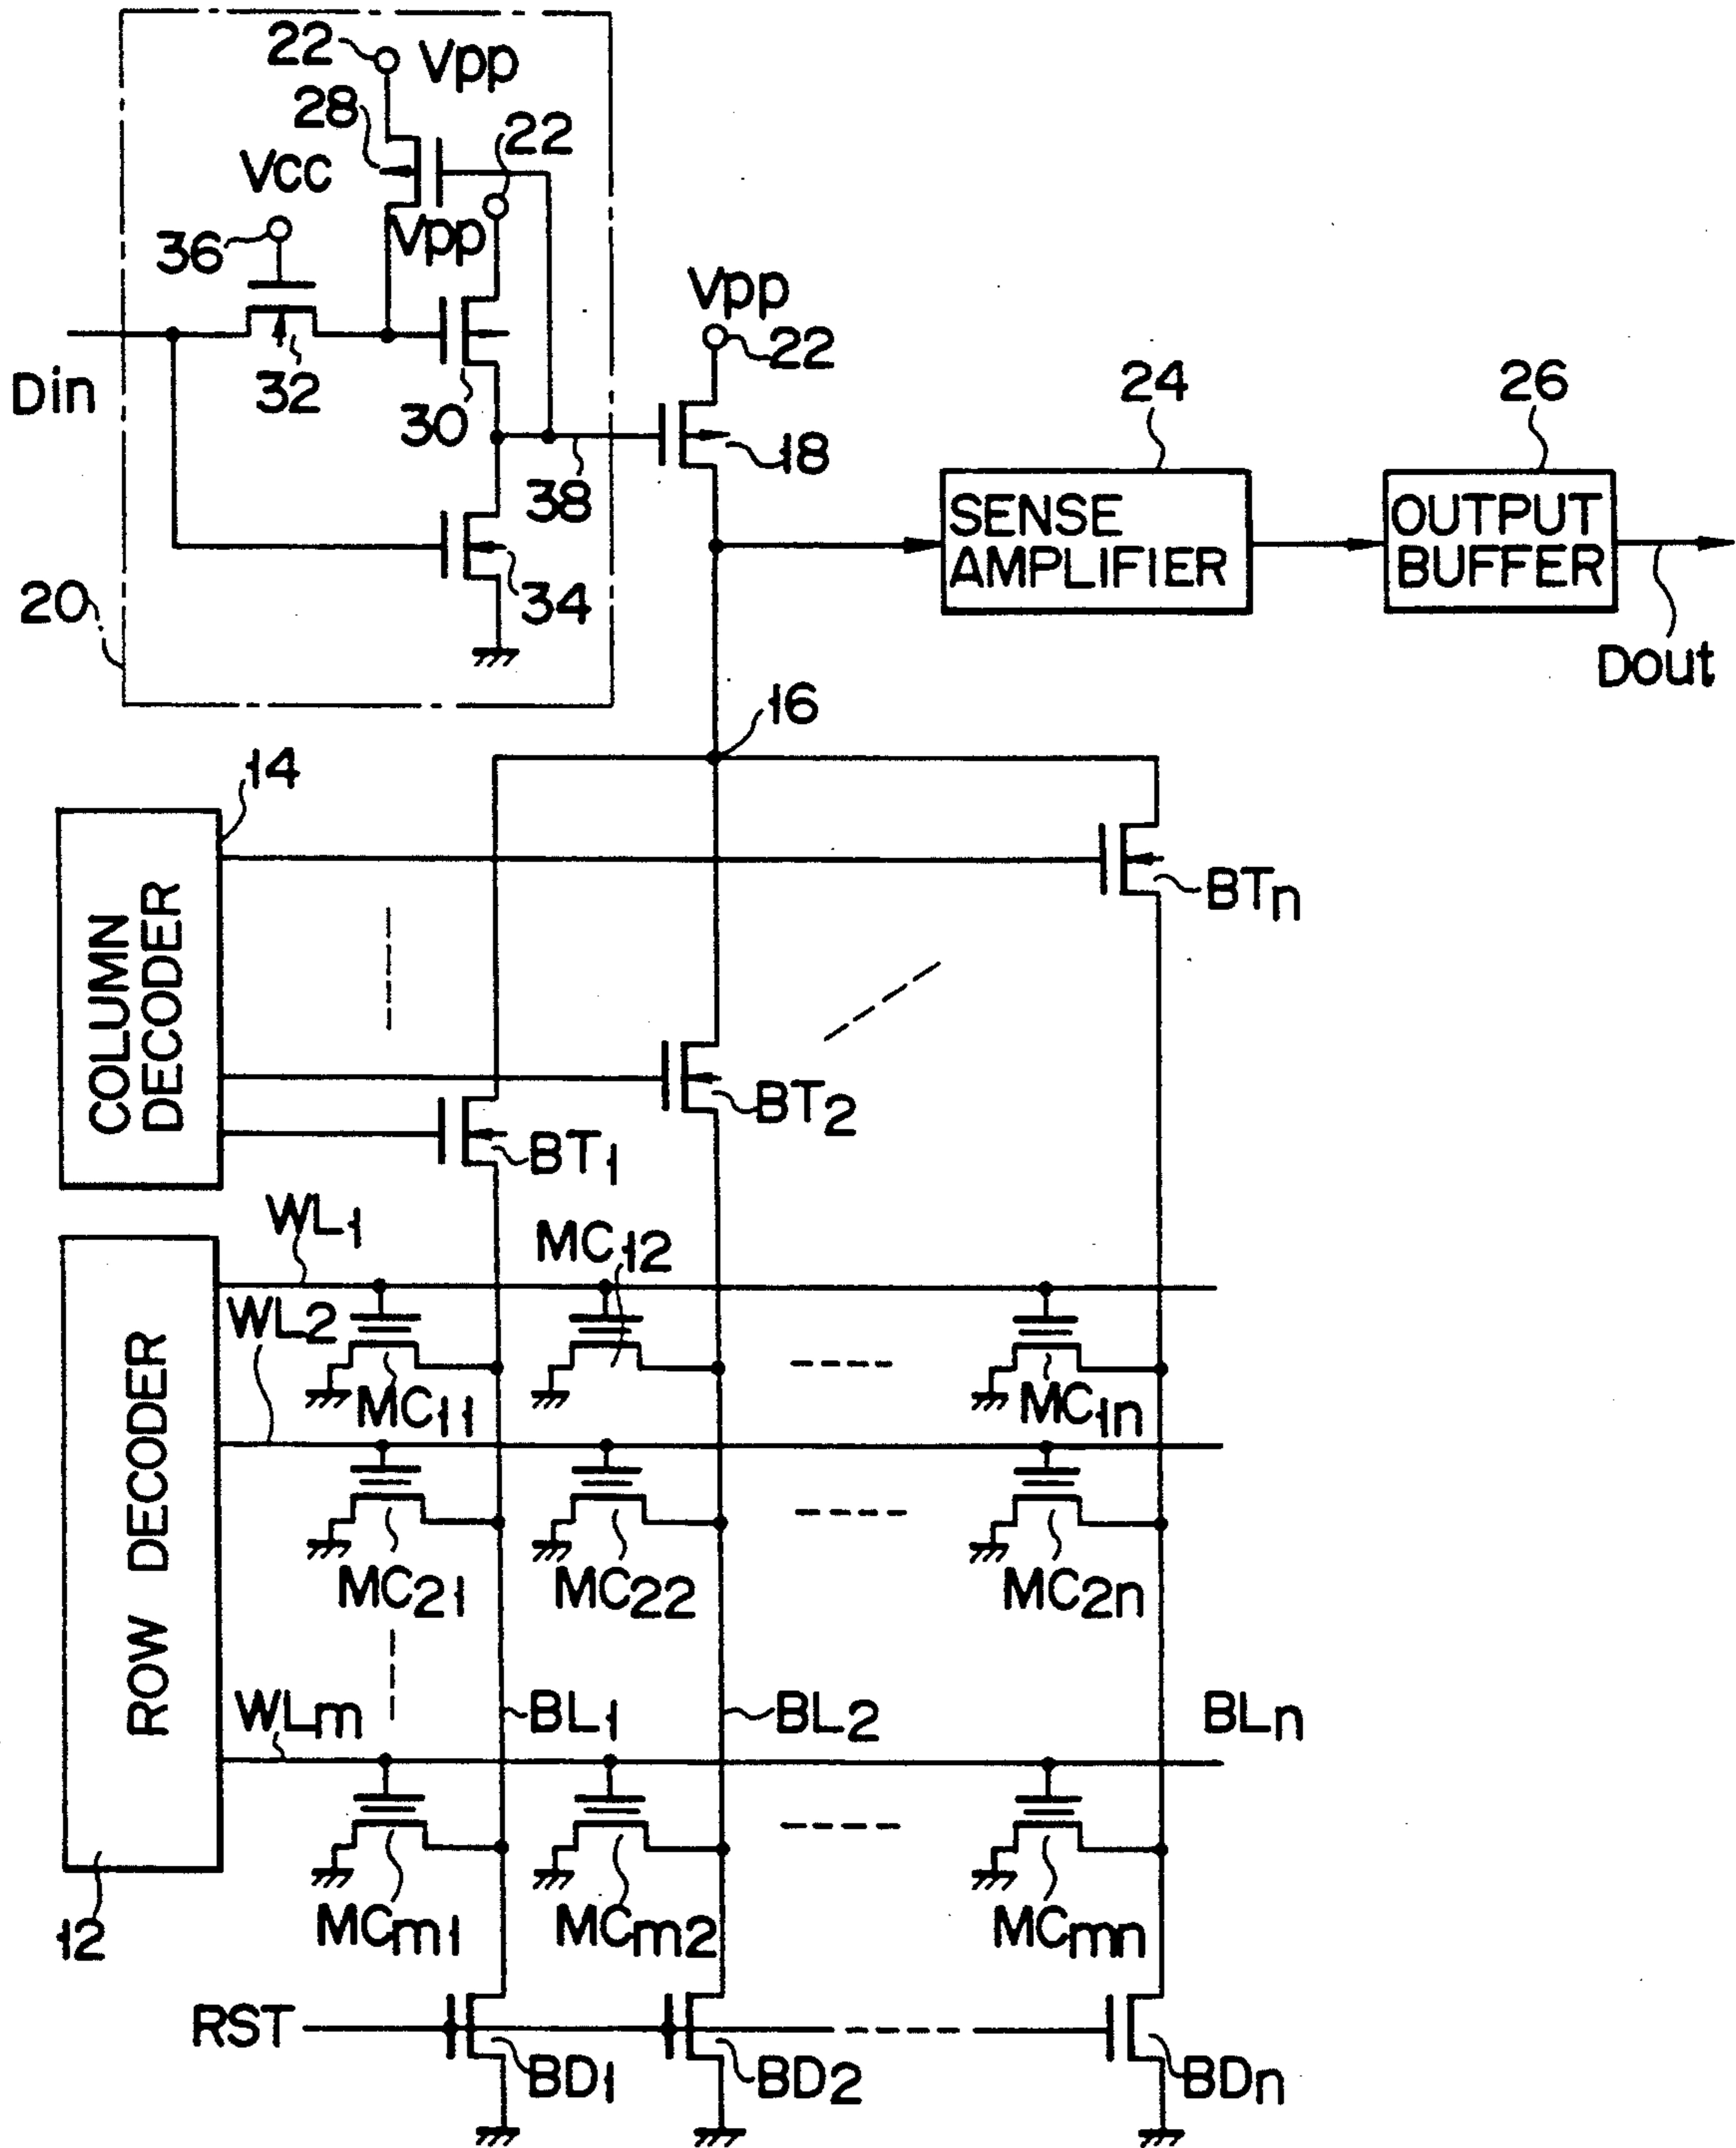 22
Vpp
28
22
Vcc
Vpp
36
Din
32
30
Vpp
22
18
38
34
20
24
SENSE
AMPLIFIER
26
OUTPUT
BUFFER
Dout
16
14
COLUMN
DECODER
BTn
BT2
BT1
WL1
MC12
WL2
MC11
MC1n
ROW DECODER
MC21
MC22
MC2n
WLm
BL1
BL2
BLn
12
MCm1
MCm2
MCmn
RST
BD1
BD2
BDn